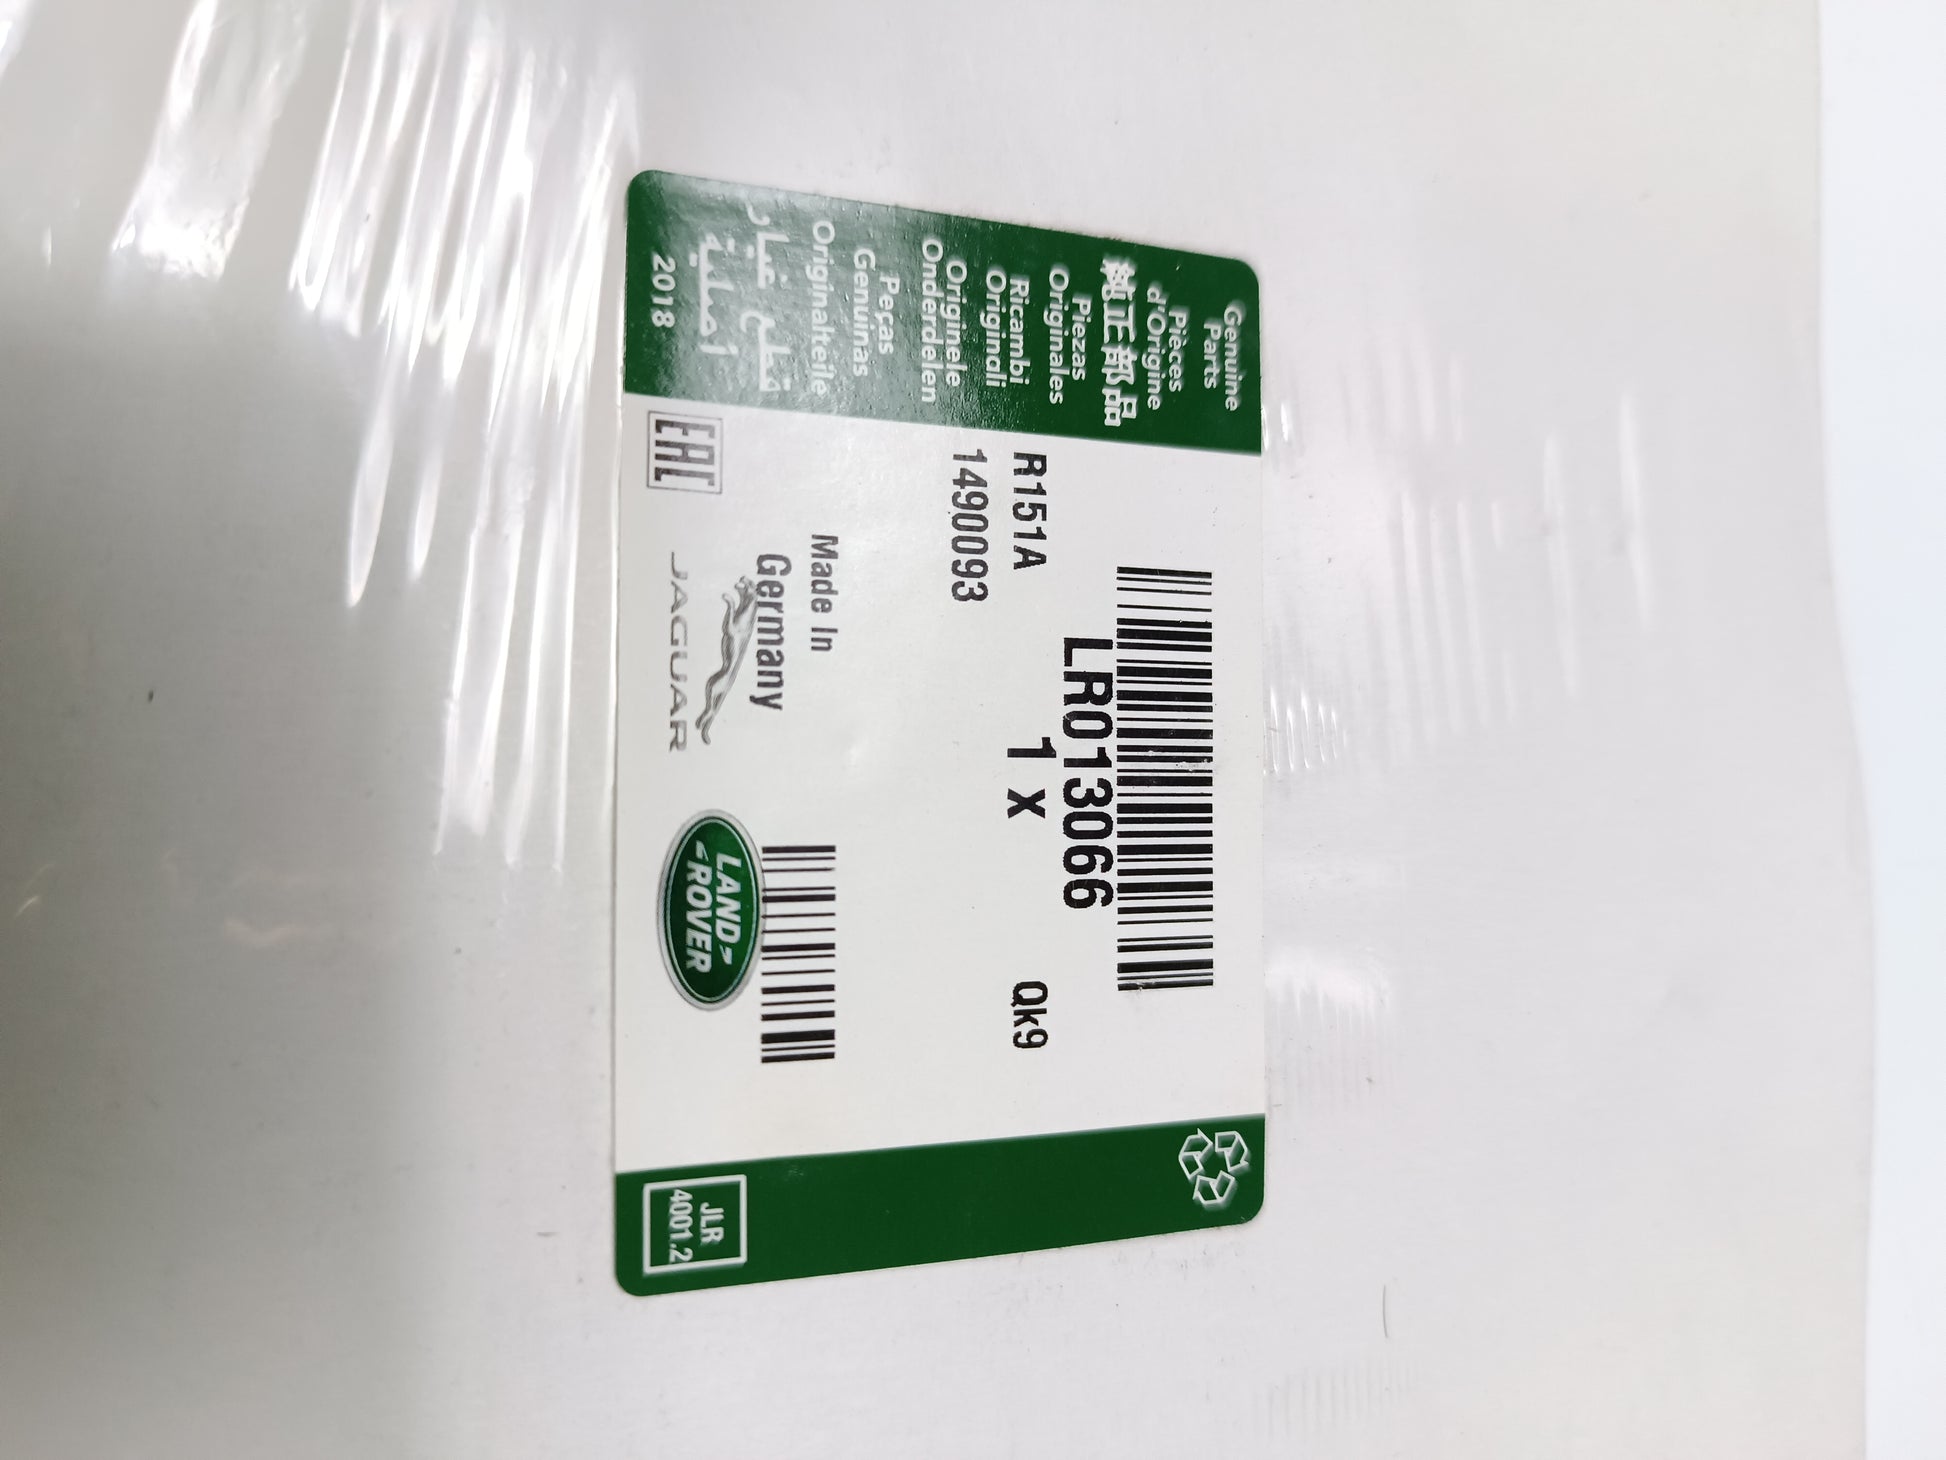 Genuine
Parts
Pièces
d'Origine
純正部品
Piezas
Originales
Ricambi
Originali
Originele
Onderdelen
Peças
Genuinas
Originalteile
قطع غيار
أصلية
2018
LR013066
R151A
1 x
Qk9
1490093
Made In
Germany
EAC
JAGUAR
LAND
ROVER
JLR
4001.2